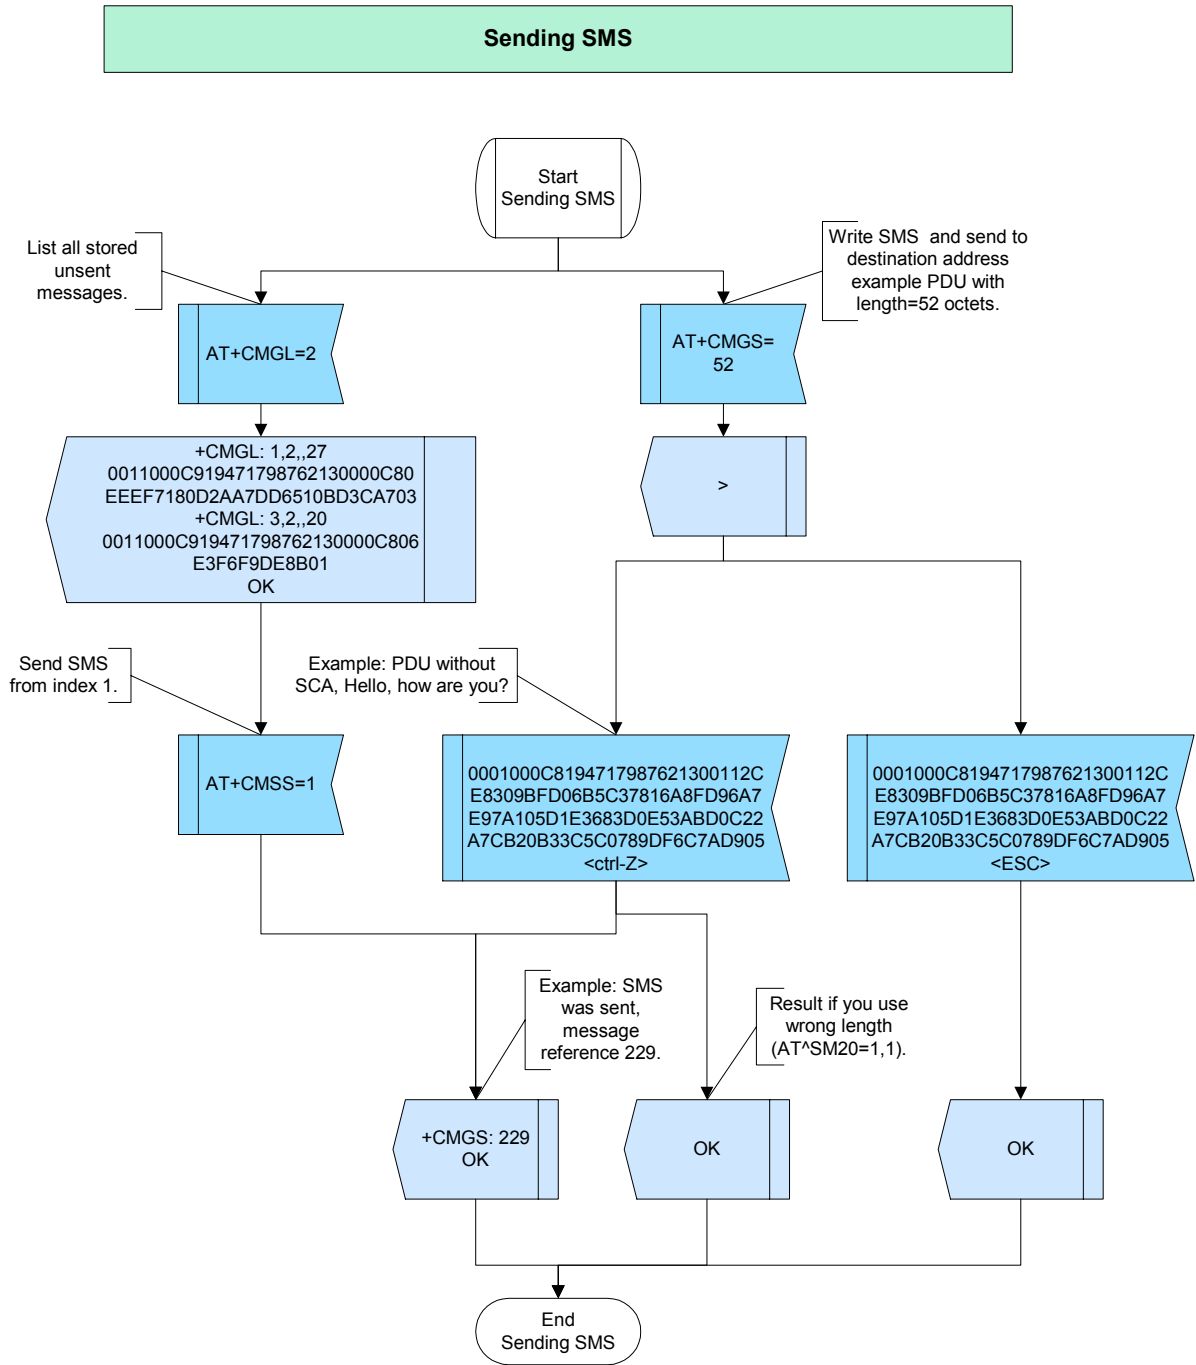 Sending SMS
Start
Sending SMS
List all stored
unsent
messages.
Write SMS  and send to
destination address
example PDU with
length=52 octets.
AT+CMGL=2
AT+CMGS=
52
+CMGL: 1,2,,27
0011000C919471798762130000C80
EEEF7180D2AA7DD6510BD3CA703
+CMGL: 3,2,,20
0011000C919471798762130000C806
E3F6F9DE8B01
OK
>
Send SMS
from index 1.
Example: PDU without
SCA, Hello, how are you?
AT+CMSS=1
0001000C8194717987621300112C
E8309BFD06B5C37816A8FD96A7
E97A105D1E3683D0E53ABD0C22
A7CB20B33C5C0789DF6C7AD905
<ctrl-Z>
0001000C8194717987621300112C
E8309BFD06B5C37816A8FD96A7
E97A105D1E3683D0E53ABD0C22
A7CB20B33C5C0789DF6C7AD905
<ESC>
Example: SMS
was sent,
message
reference 229.
Result if you use
wrong length
(AT^SM20=1,1).
+CMGS: 229
OK
OK
OK
End
Sending SMS